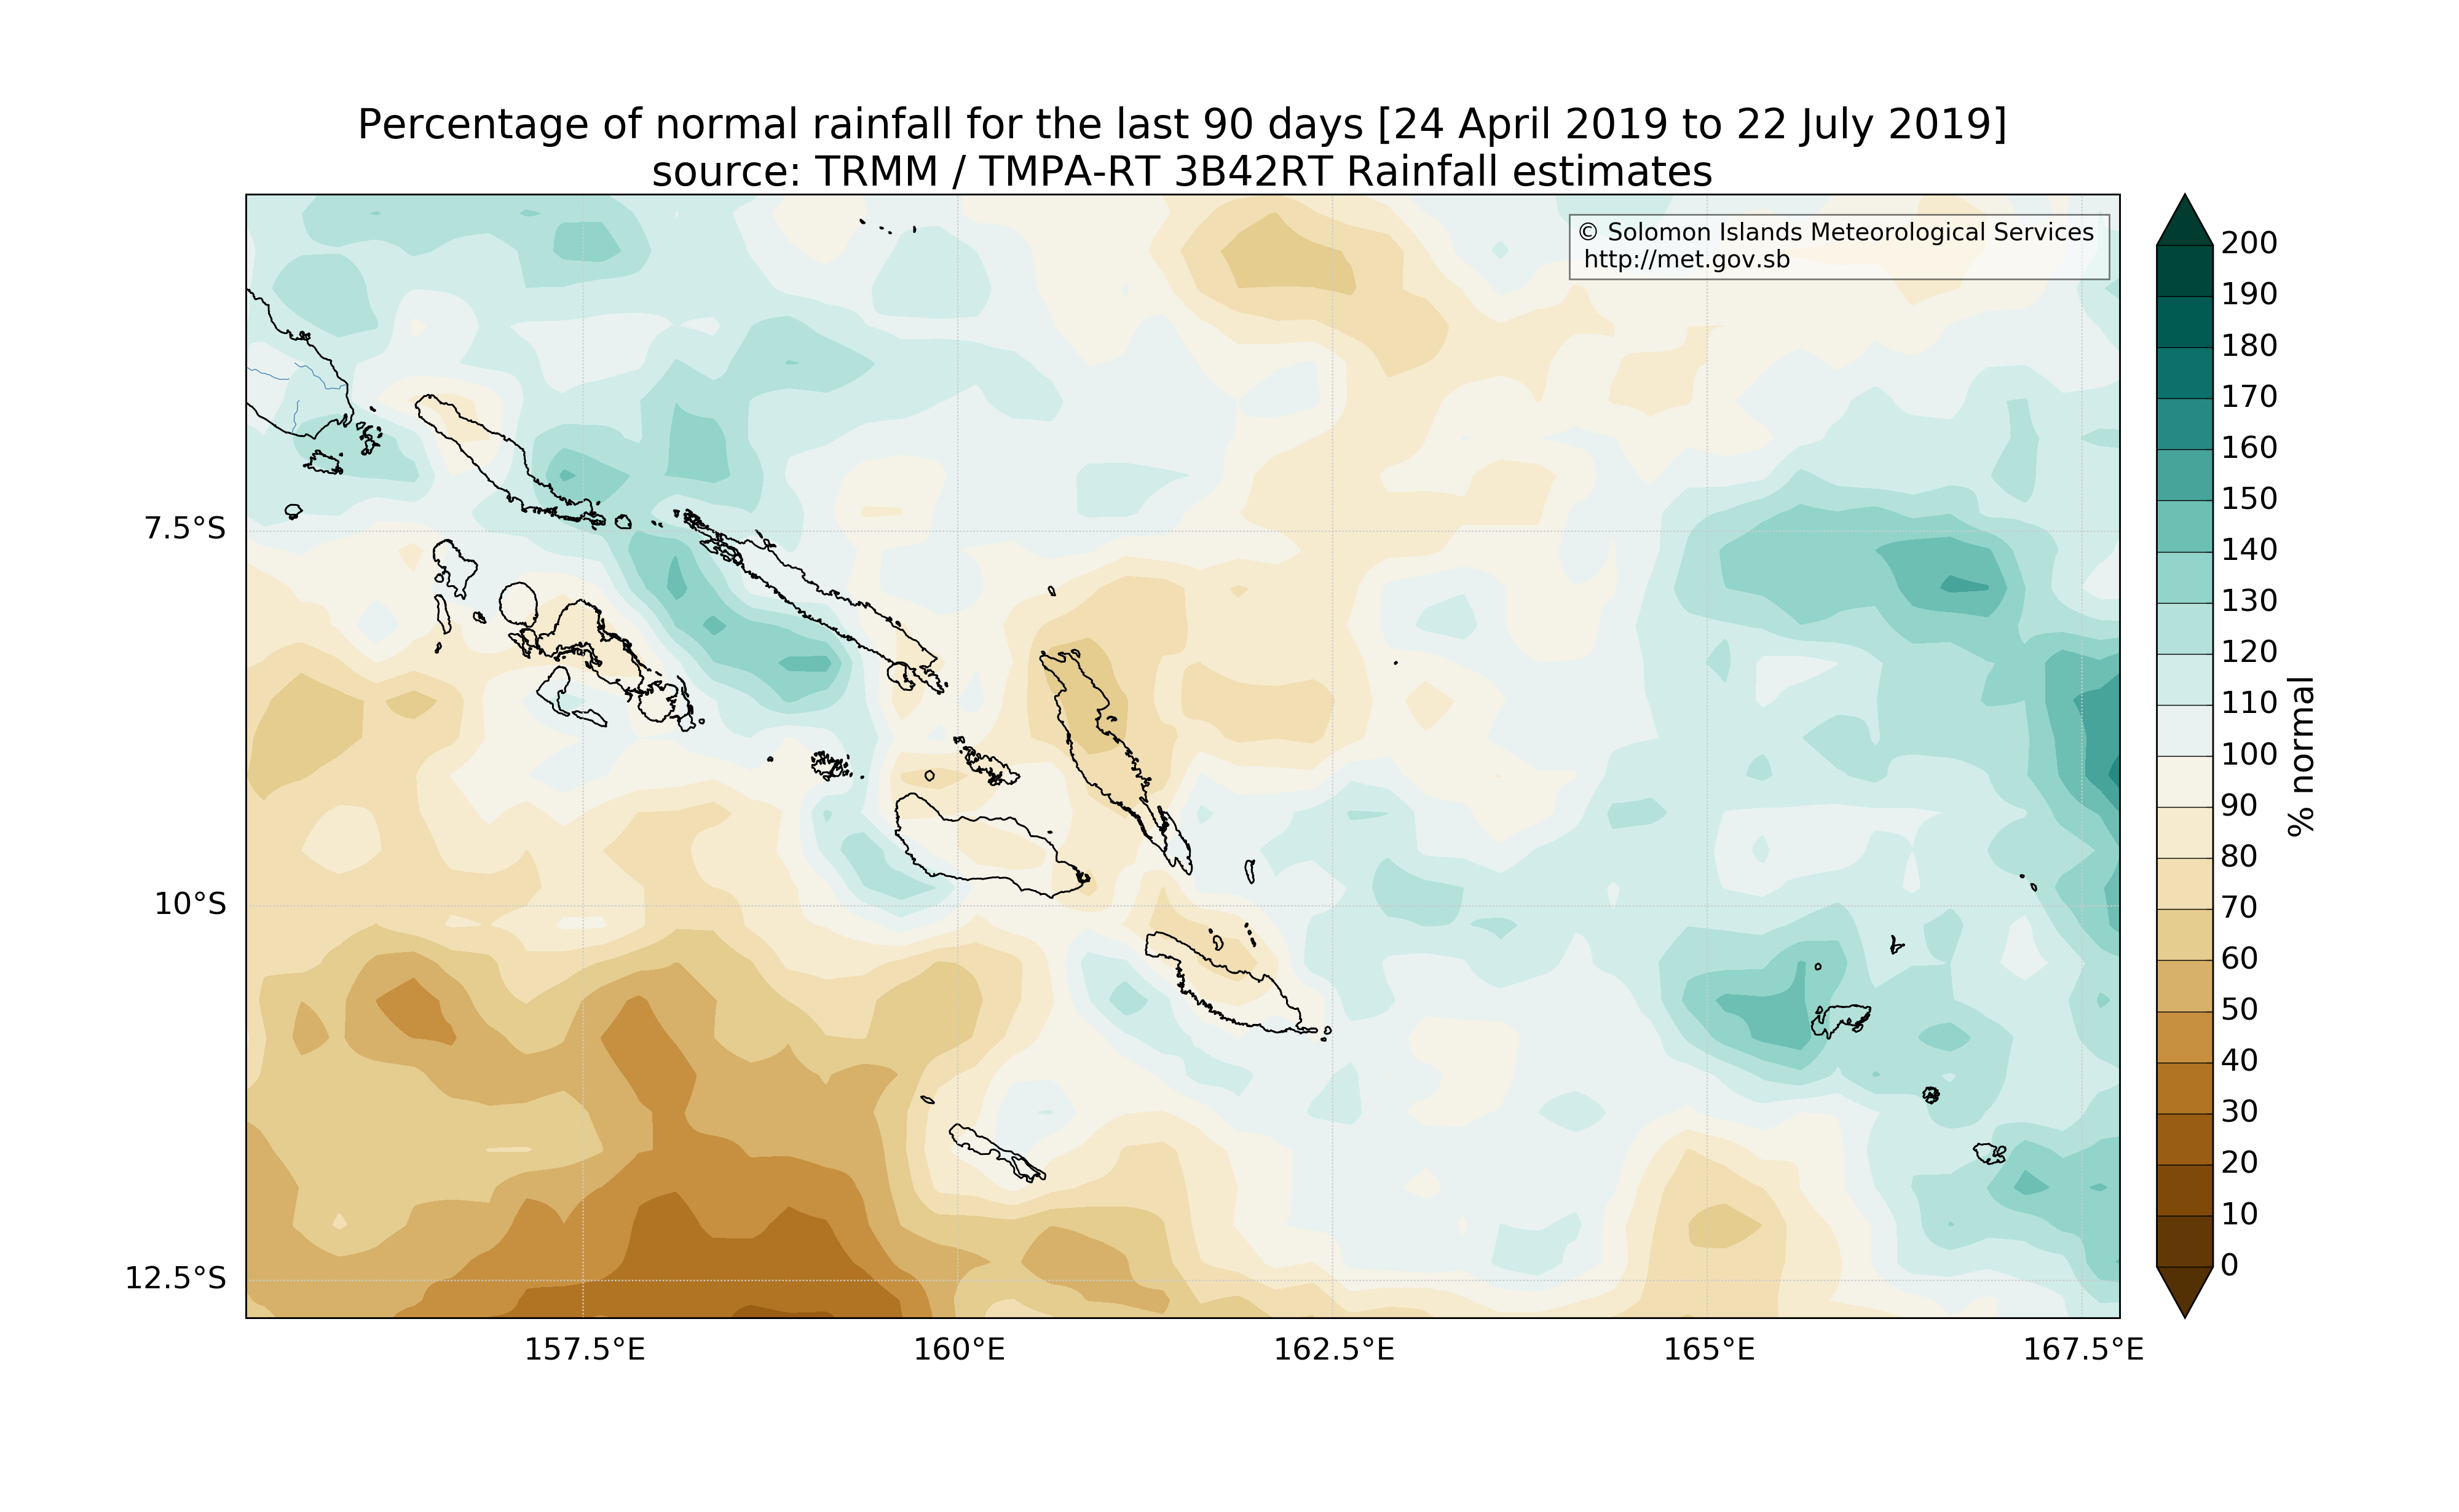 Percentage of normal rainfall for the last 90 days [24 April 2019 to 22 July 2019]
source: TRMM / TMPA-RT 3B42RT Rainfall estimates
© Solomon Islands Meteorological Services
http://met.gov.sb
7.5°S
10°S
12.5°S
157.5°E
160°E
162.5°E
165°E
167.5°E
200
190
180
170
160
150
140
130
120
110
100
90
80
70
60
50
40
30
20
10
0
% normal